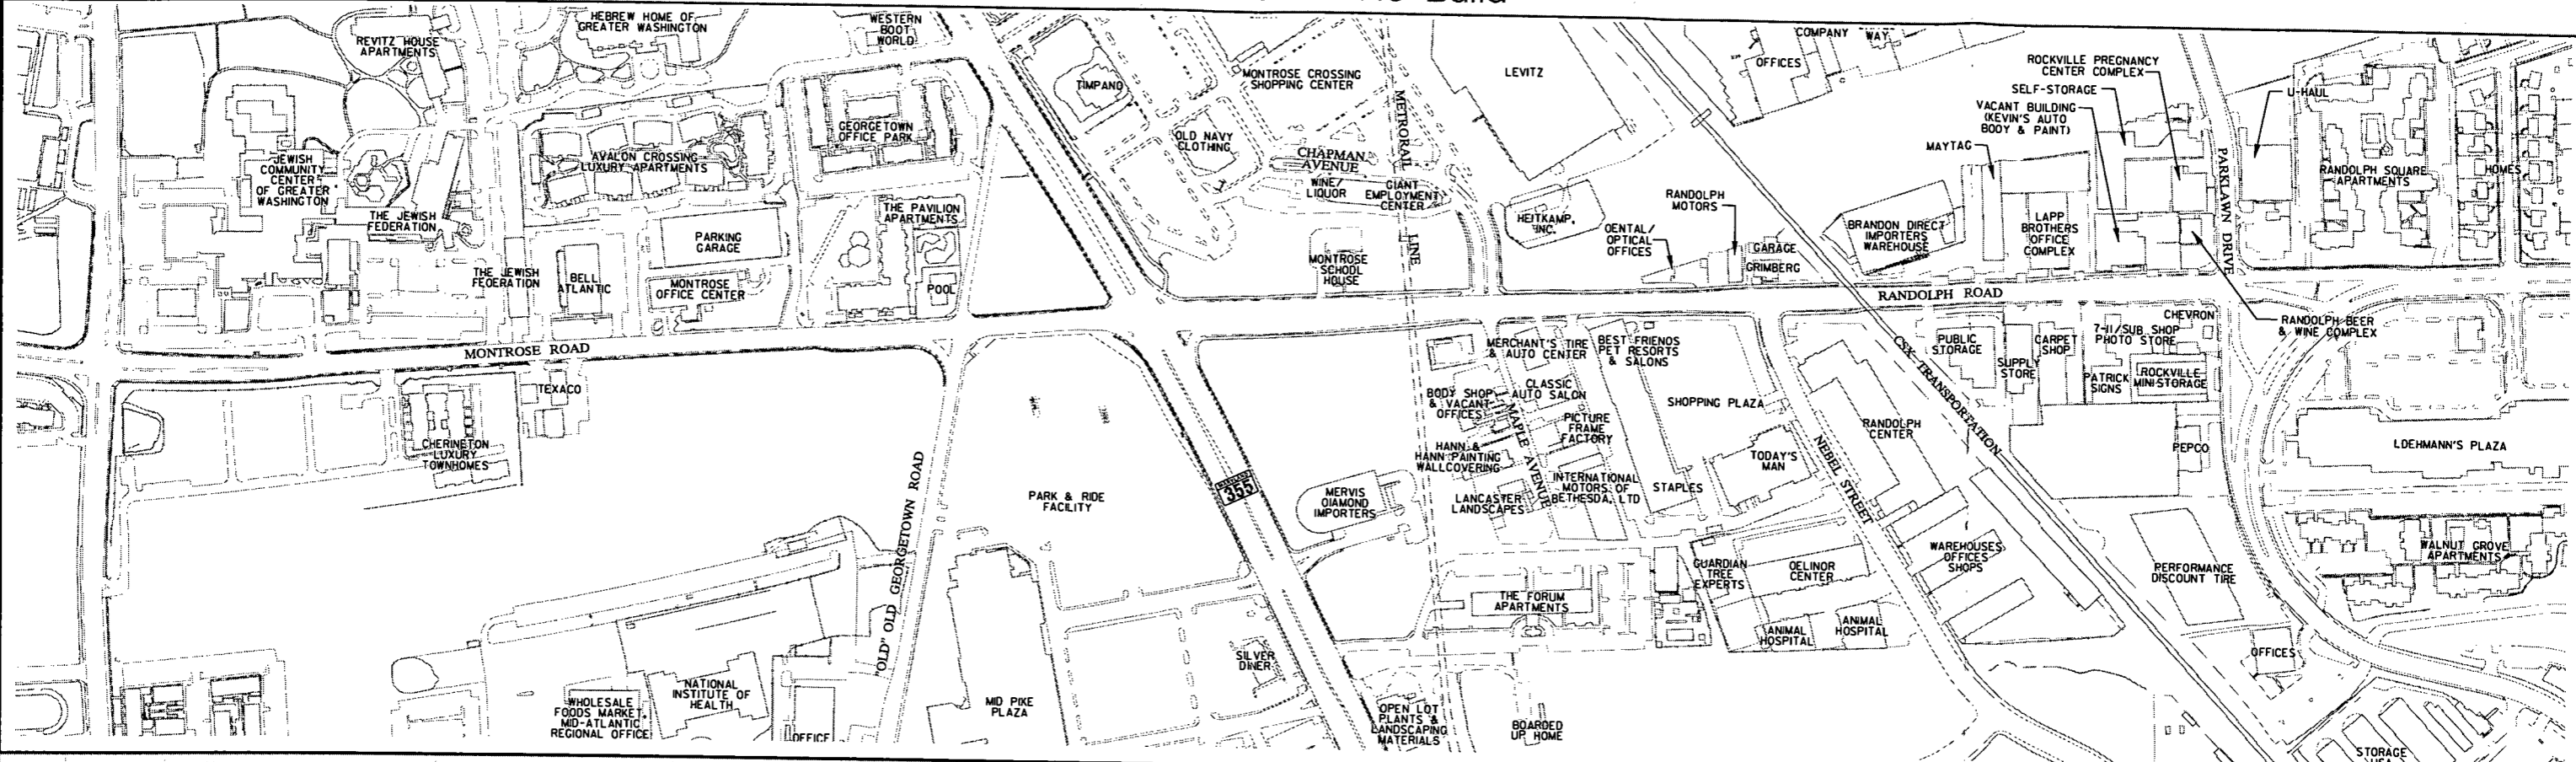 REVITZ HOUSE
APARTMENTS
HEBREW HOME OF
GREATER WASHINGTON
WESTERN
BOOT
WORLD
TIMPANO
MONTROSE CROSSING
SHOPPING CENTER
METRORAIL
LINE
LEVITZ
OFFICES
COMPANY WAY
ROCKVILLE PREGNANCY
CENTER COMPLEX
SELF-STORAGE
VACANT BUILDING
(KEVIN'S AUTO
BODY & PAINT)
MAYTAG
U-HAUL
PARKLAWN DRIVE
RANDOLPH SQUARE
APARTMENTS
HOMES
JEWISH
COMMUNITY
CENTER
OF GREATER
WASHINGTON
THE JEWISH
FEDERATION
AVALON CROSSING
LUXURY APARTMENTS
GEORGETOWN
OFFICE PARK
OLD NAVY
CLOTHING
CHAPMAN
AVENUE
WINE/
LIQUOR
GIANT
EMPLOYMENT
CENTER
HEITKAMP,
INC.
DENTAL/
OPTICAL
OFFICES
RANDOLPH
MOTORS
GARAGE
GRIMBERG
BRANDON DIRECT
IMPORTERS
WAREHOUSE
LAPP
BROTHERS
OFFICE
COMPLEX
THE PAVILION
APARTMENTS
PARKING
GARAGE
THE JEWISH
FEDERATION
BELL
ATLANTIC
MONTROSE
OFFICE CENTER
POOL
MONTROSE
SCHOOL
HOUSE
RANDOLPH ROAD
RANDOLPH BEER
& WINE COMPLEX
MONTROSE ROAD
TEXACO
CHERINGTON
LUXURY
TOWNHOMES
"OLD" OLD GEORGETOWN ROAD
PARK & RIDE
FACILITY
355
MERVIS
DIAMOND
IMPORTERS
MERCHANT'S TIRE
& AUTO CENTER
BEST FRIENDS
PET RESORTS
& SALONS
BODY SHOP
& VACANT
OFFICES
CLASSIC
AUTO SALON
MAPLE AVENUE
PICTURE
FRAME
FACTORY
HANN &
HANN PAINTING
WALLCOVERING
LANCASTER
LANDSCAPES
INTERNATIONAL
MOTORS OF
BETHESDA, LTD
SHOPPING PLAZA
STAPLES
TODAY'S
MAN
NEBEL STREET
RANDOLPH
CENTER
CSX TRANSPORTATION
PUBLIC
STORAGE
SUPPLY
STORE
CARPET
SHOP
7-11/SUB SHOP
PHOTO STORE
CHEVRON
PATRICK
SIGNS
ROCKVILLE
MINISTORAGE
PEPCO
LOEHMANN'S PLAZA
WALNUT GROVE
APARTMENTS
PERFORMANCE
DISCOUNT TIRE
WAREHOUSES
OFFICES
SHOPS
GUARDIAN
TREE
EXPERTS
OELINOR
CENTER
ANIMAL
HOSPITAL
ANIMAL
HOSPITAL
THE FORUM
APARTMENTS
SILVER
DINER
OPEN LOT
PLANTS &
LANDSCAPING
MATERIALS
BOARDED
UP HOME
MID PIKE
PLAZA
OFFICE
NATIONAL
INSTITUTE OF
HEALTH
WHOLESALE
FOODS MARKET,
MID-ATLANTIC
REGIONAL OFFICE
OFFICES
STORAGE